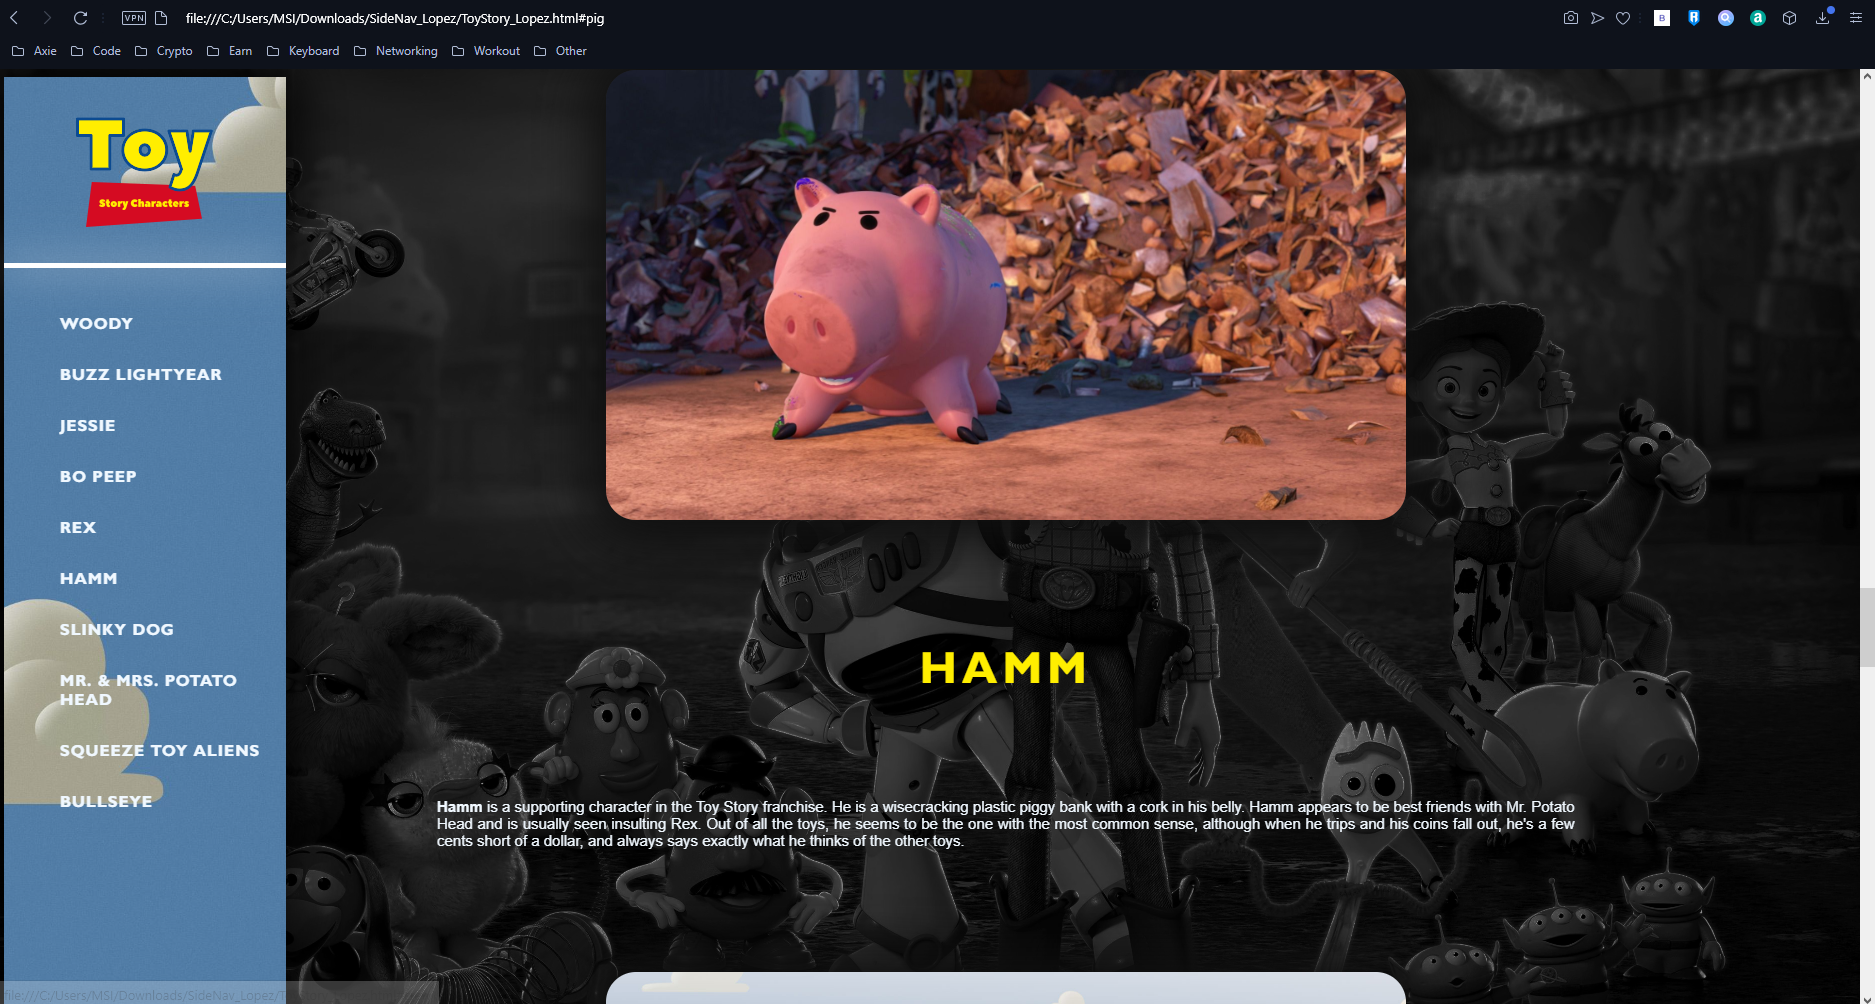 VPN
file:///C:/Users/MSI/Downloads/SideNav_Lopez/ToyStory_Lopez.html#pig
B
a
Axie
Code
Crypto
Earn
Keyboard
Networking
Workout
Other
Toy
Story Characters
WOODY
BUZZ LIGHTYEAR
JESSIE
BO PEEP
REX
HAMM
SLINKY DOG
MR. & MRS. POTATO
HEAD
SQUEEZE TOY ALIENS
BULLSEYE
HAMM
Hamm is a supporting character in the Toy Story franchise. He is a wisecracking plastic piggy bank with a cork in his belly. Hamm appears to be best friends with Mr. Potato
Head and is usually seen insulting Rex. Out of all the toys, he seems to be the one with the most common sense, although when he trips and his coins fall out, he's a few
cents short of a dollar, and always says exactly what he thinks of the other toys.
file:///C:/Users/MSI/Downloads/SideNav_Lopez/